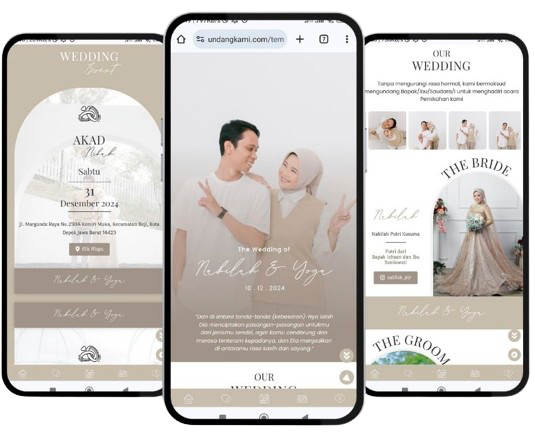 WEDDING
Event
AKAD
Nikah
Sabtu
31
Desember 2024
Jl. Margonda Raya No.230A Kemiri Muka, Kecamatan Beji, Kota
Depok, Jawa Barat 16423
Klik Maps
Nabilah & Yoga
Nabilah & Yoga
undangkami.com/tem
7
The Wedding of
Nabilah & Yoga
10 . 12 . 2024
"Dan di antara tanda-tanda (kebesaran)-Nya ialah
Dia menciptakan pasangan-pasangan untukmu
dari jenismu sendiri, agar kamu cenderung dan
merasa tenteram kepadanya, dan Dia menjadikan
di antaramu rasa kasih dan sayang."
OUR
WEDDING
OUR
WEDDING
Tanpa mengurangi rasa hormat, kami bermaksud
mengundang Bapak/Ibu/Saudara/i untuk menghadiri acara
Pernikahan kami
THE BRIDE
Nabilah
Nabilah Putri Kusuma
Putri dari
Bapak Ichsan dan Ibu
Susilawati
Nabilah & Yoga
THE GROOM